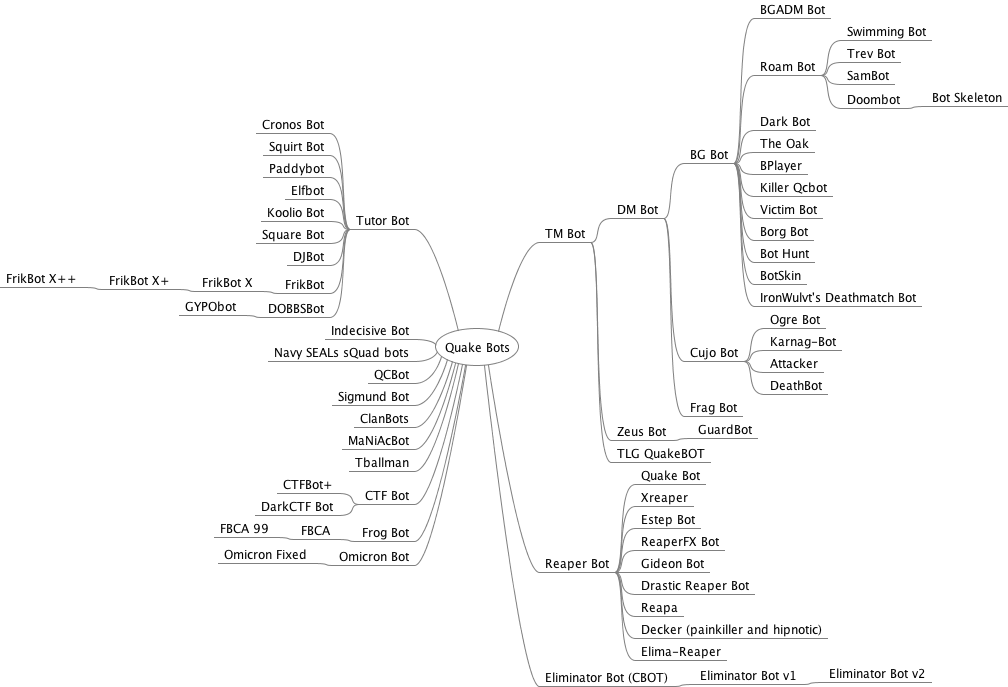 Quake Bots
TM Bot
DM Bot
BG Bot
BGADM Bot
Roam Bot
Swimming Bot
Trev Bot
SamBot
Doombot
Bot Skeleton
Dark Bot
The Oak
BPlayer
Killer Qcbot
Victim Bot
Borg Bot
Bot Hunt
BotSkin
IronWulvt's Deathmatch Bot
Cujo Bot
Ogre Bot
Karnag-Bot
Attacker
DeathBot
Frag Bot
Zeus Bot
GuardBot
TLG QuakeBOT
Reaper Bot
Quake Bot
Xreaper
Estep Bot
ReaperFX Bot
Gideon Bot
Drastic Reaper Bot
Reapa
Decker (painkiller and hipnotic)
Elima-Reaper
Eliminator Bot (CBOT)
Eliminator Bot v1
Eliminator Bot v2
Tutor Bot
Cronos Bot
Squirt Bot
Paddybot
Elfbot
Koolio Bot
Square Bot
DJBot
FrikBot
FrikBot X
FrikBot X+
FrikBot X++
DOBBSBot
GYPObot
Indecisive Bot
Navy SEALs sQuad bots
QCBot
Sigmund Bot
ClanBots
MaNiAcBot
Tballman
CTF Bot
CTFBot+
DarkCTF Bot
Frog Bot
FBCA
FBCA 99
Omicron Bot
Omicron Fixed